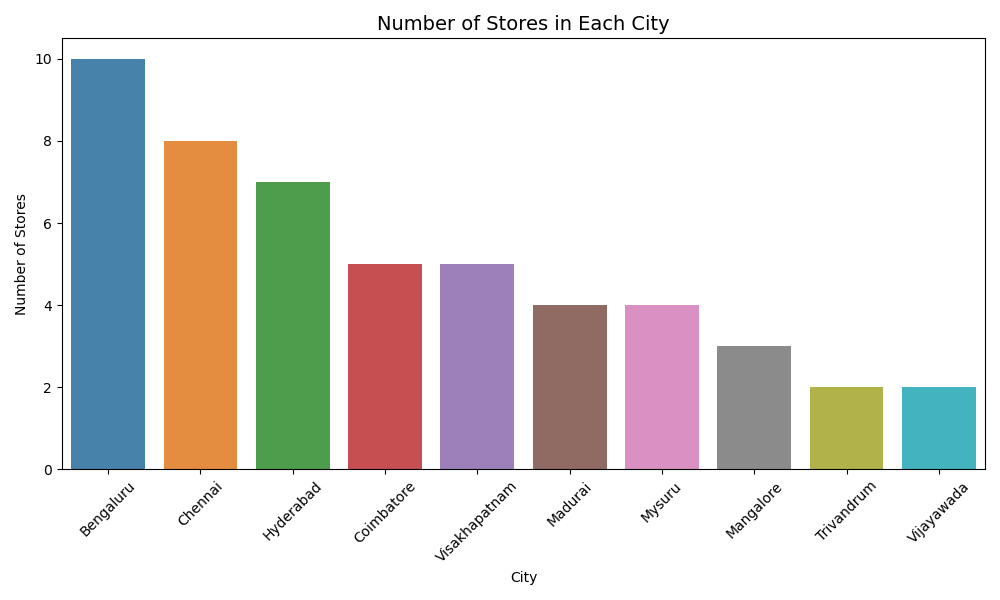 Number of Stores in Each City
Number of Stores
10
8
6
4
2
0
Bengaluru
Chennai
Hyderabad
Coimbatore
Visakhapatnam
Madurai
Mysuru
Mangalore
Trivandrum
Vijayawada
City